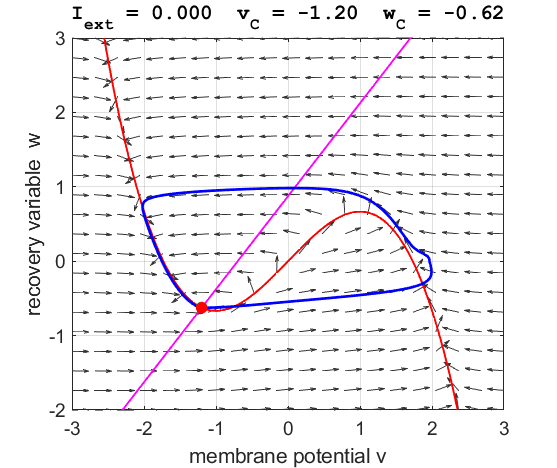 I_ext = 0.000 v_C = -1.20 w_C = -0.62
3
2
1
0
-1
-2
recovery variable w
-3 -2 -1 0 1 2 3
membrane potential v